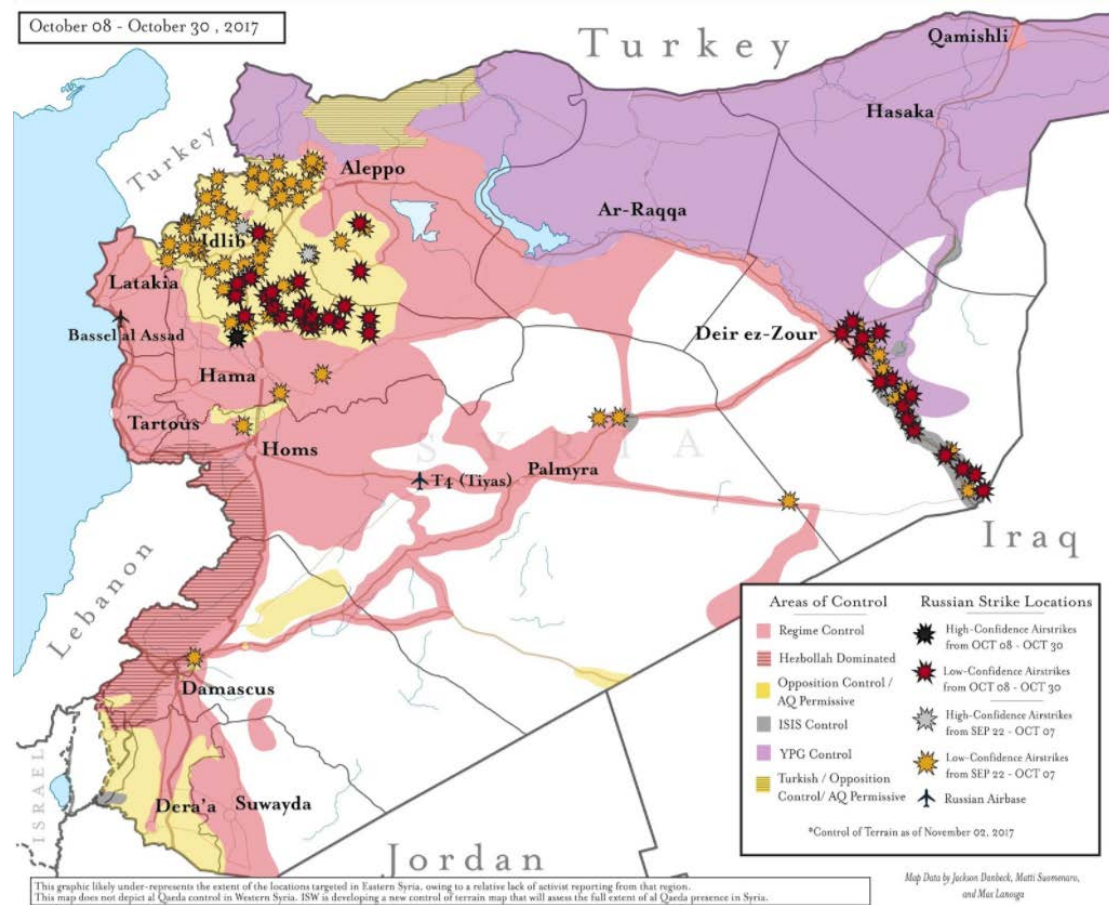 October 08 - October 30 , 2017
Turkey
Qamishli
Hasaka
Turkey
Aleppo
Ar-Raqqa
Idlib
Latakia
Bassel al Assad
Deir ez-Zour
Hama
Tartous
Homs
SYRIA
T4 (Tiyas)
Palmyra
Iraq
Lebanon
Damascus
ISRAEL
Dera'a
Suwayda
Jordan
Areas of Control
Regime Control
Hezbollah Dominated
Opposition Control /
AQ Permissive
ISIS Control
YPG Control
Turkish / Opposition
Control/ AQ Permissive
Russian Strike Locations
High-Confidence Airstrikes
from OCT 08 - OCT 30
Low-Confidence Airstrikes
from OCT 08 - OCT 30
High-Confidence Airstrikes
from SEP 22 - OCT 07
Low-Confidence Airstrikes
from SEP 22 - OCT 07
Russian Airbase
*Control of Terrain as of November 02, 2017
This graphic likely under-represents the extent of the locations targeted in Eastern Syria, owing to a relative lack of activist reporting from that region.
This map does not depict al Qaeda control in Western Syria. ISW is developing a new control of terrain map that will assess the full extent of al Qaeda presence in Syria.
Map Data by Jackson Danbeck, Matti Suomenaro,
and Mas Lanouga